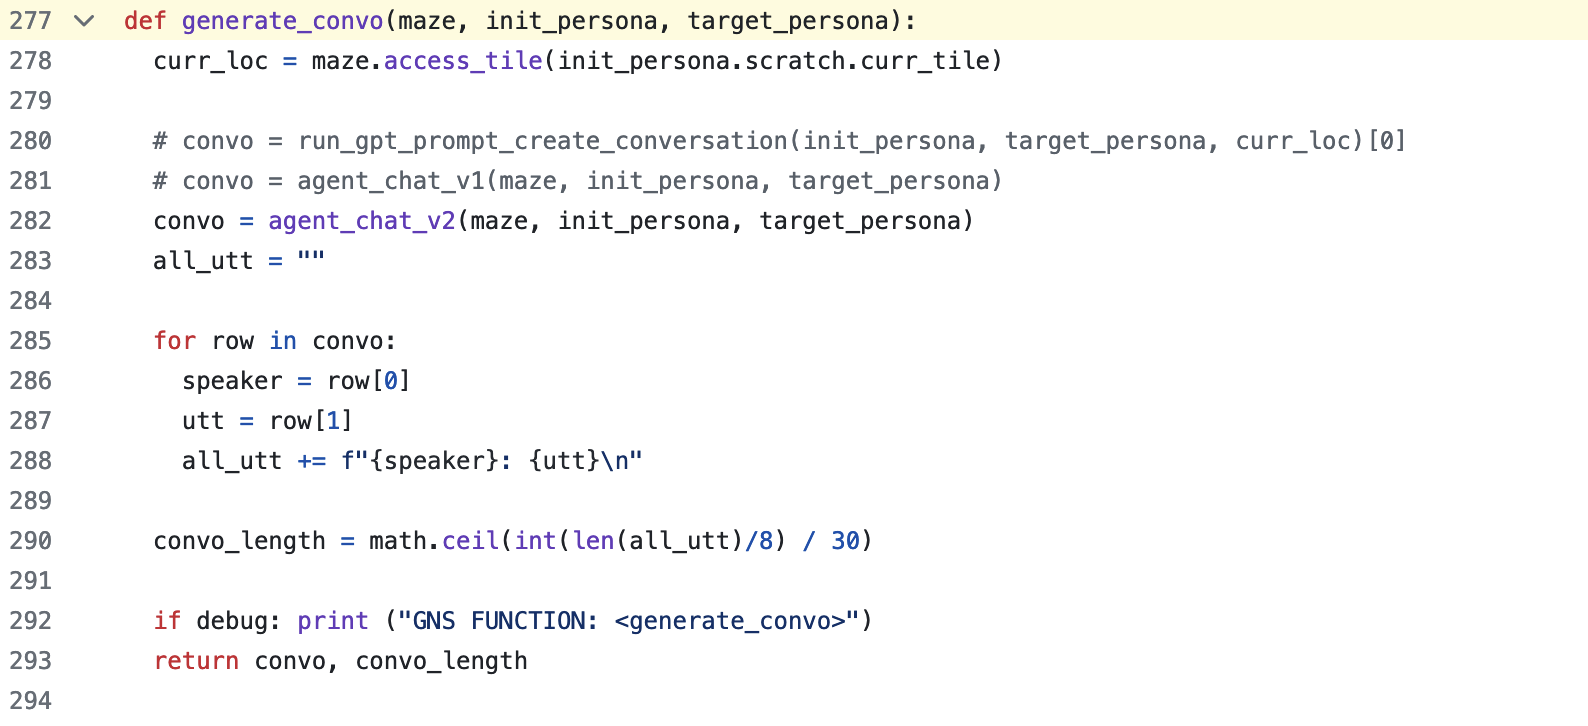 277 def generate_convo(maze, init_persona, target_persona):
278   curr_loc = maze.access_tile(init_persona.scratch.curr_tile)
279
280   # convo = run_gpt_prompt_create_conversation(init_persona, target_persona, curr_loc)[0]
281   # convo = agent_chat_v1(maze, init_persona, target_persona)
282   convo = agent_chat_v2(maze, init_persona, target_persona)
283   all_utt = ""
284
285   for row in convo:
286     speaker = row[0]
287     utt = row[1]
288     all_utt += f"{speaker}: {utt}\n"
289
290   convo_length = math.ceil(int(len(all_utt)/8) / 30)
291
292   if debug: print ("GNS FUNCTION: <generate_convo>")
293   return convo, convo_length
294